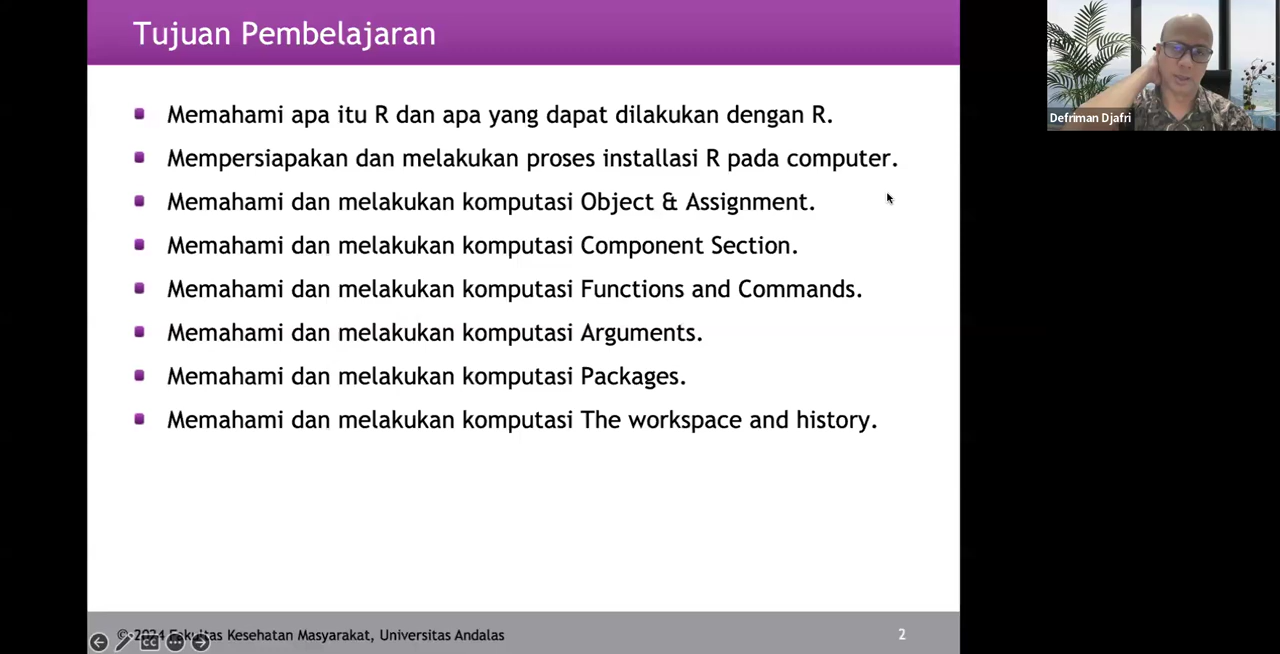 Tujuan Pembelajaran
Memahami apa itu R dan apa yang dapat dilakukan dengan R.
Mempersiapakan dan melakukan proses installasi R pada computer.
Memahami dan melakukan komputasi Object & Assignment.
Memahami dan melakukan komputasi Component Section.
Memahami dan melakukan komputasi Functions and Commands.
Memahami dan melakukan komputasi Arguments.
Memahami dan melakukan komputasi Packages.
Memahami dan melakukan komputasi The workspace and history.
© 2024 Fakultas Kesehatan Masyarakat, Universitas Andalas
2
Defriman Djafri
CC